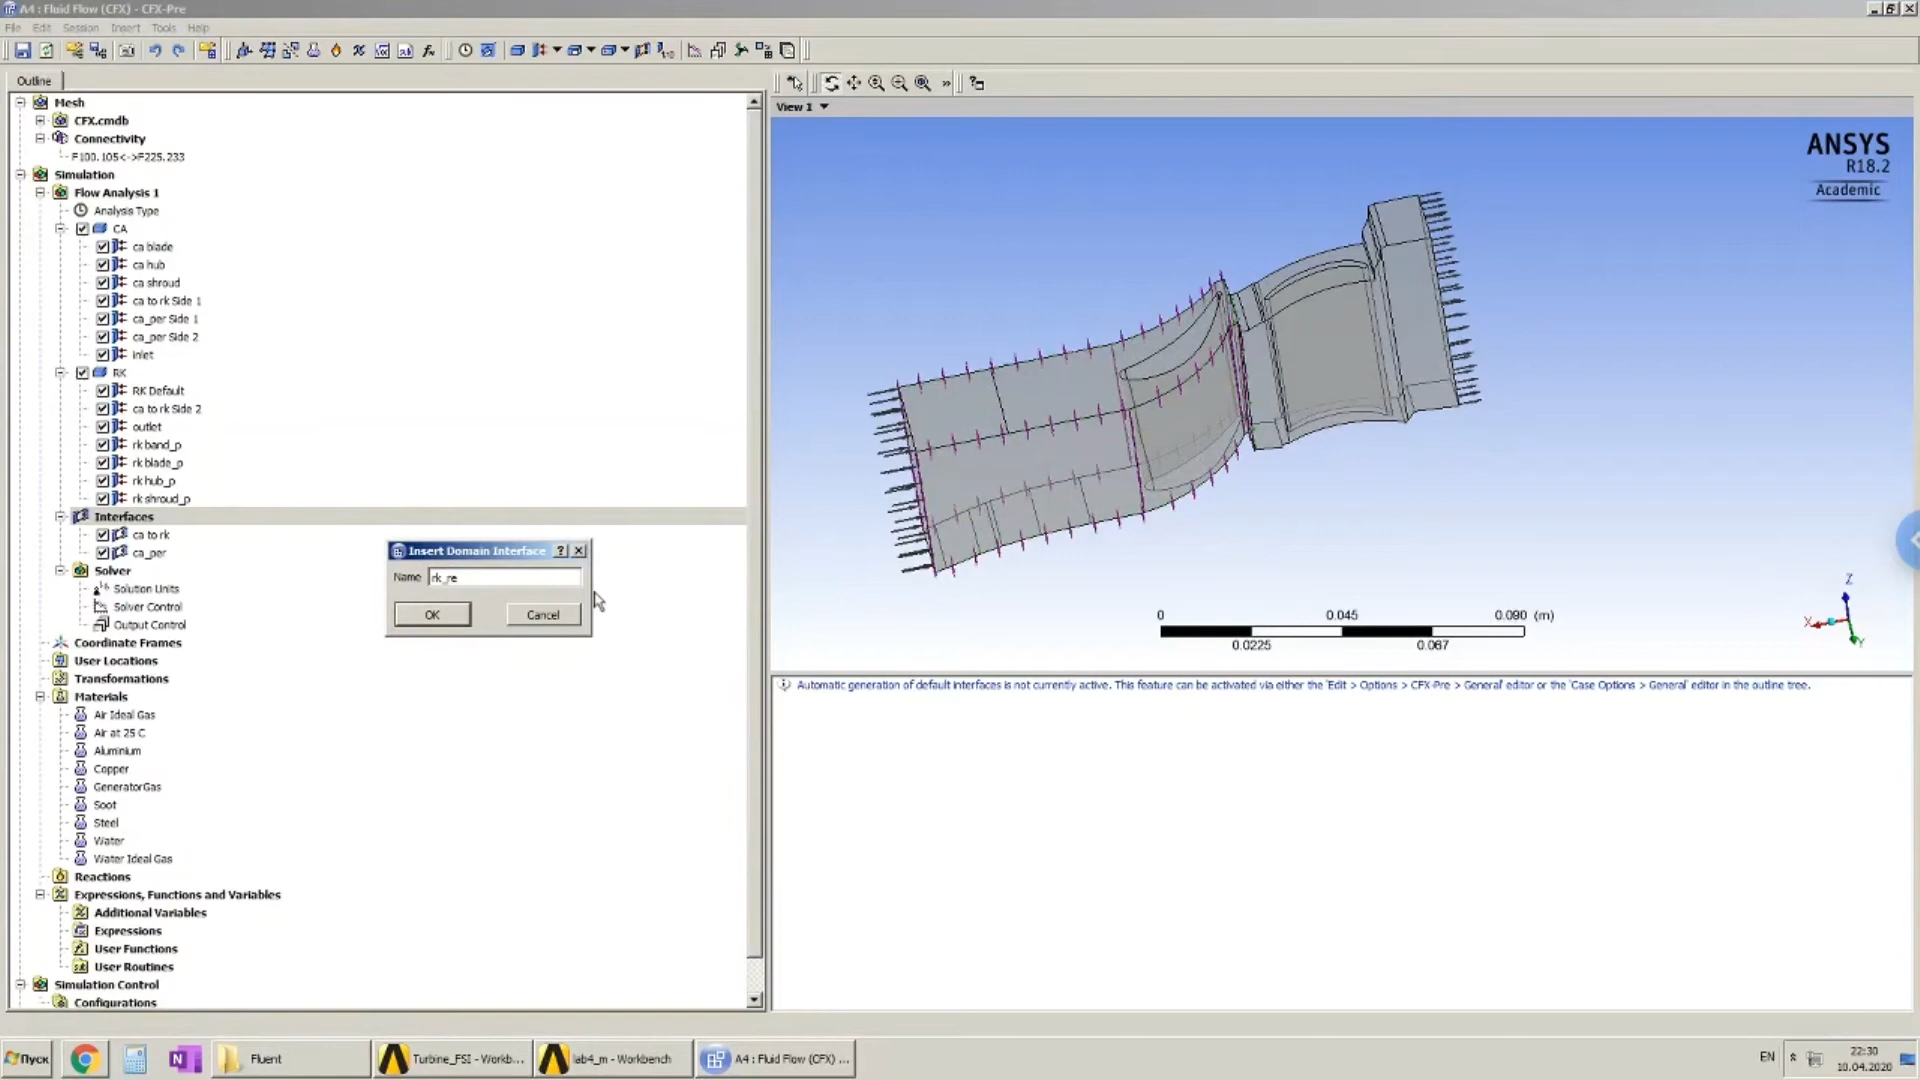 A4 : Fluid Flow (CFX) - CFX-Pre
File Edit Session Insert Tools Help
Outline
Mesh
CFX.cmdb
Connectivity
F100.105<->F225.233
Simulation
Flow Analysis 1
Analysis Type
CA
ca blade
ca hub
ca shroud
ca to rk Side 1
ca_per Side 1
ca_per Side 2
inlet
RK
RK Default
ca to rk Side 2
outlet
rk band_p
rk blade_p
rk hub_p
rk shroud_p
Interfaces
ca to rk
ca_per
Solver
Solution Units
Solver Control
Output Control
Coordinate Frames
User Locations
Transformations
Materials
Air Ideal Gas
Air at 25 C
Aluminium
Copper
GeneratorGas
Soot
Steel
Water
Water Ideal Gas
Reactions
Expressions, Functions and Variables
Additional Variables
Expressions
User Functions
User Routines
Simulation Control
Configurations
Insert Domain Interface
Name rk_re
OK Cancel
View 1
ANSYS
R18.2
Academic
0 0.045 0.090 (m)
0.0225 0.067
Z
X
Y
Automatic generation of default interfaces is not currently active. This feature can be activated via either the 'Edit > Options > CFX-Pre > General' editor or the 'Case Options > General' editor in the outline tree.
Пуск
Fluent
Turbine_FSI - Workb...
lab4_m - Workbench
A4 : Fluid Flow (CFX) ...
EN
22:30
10.04.2020